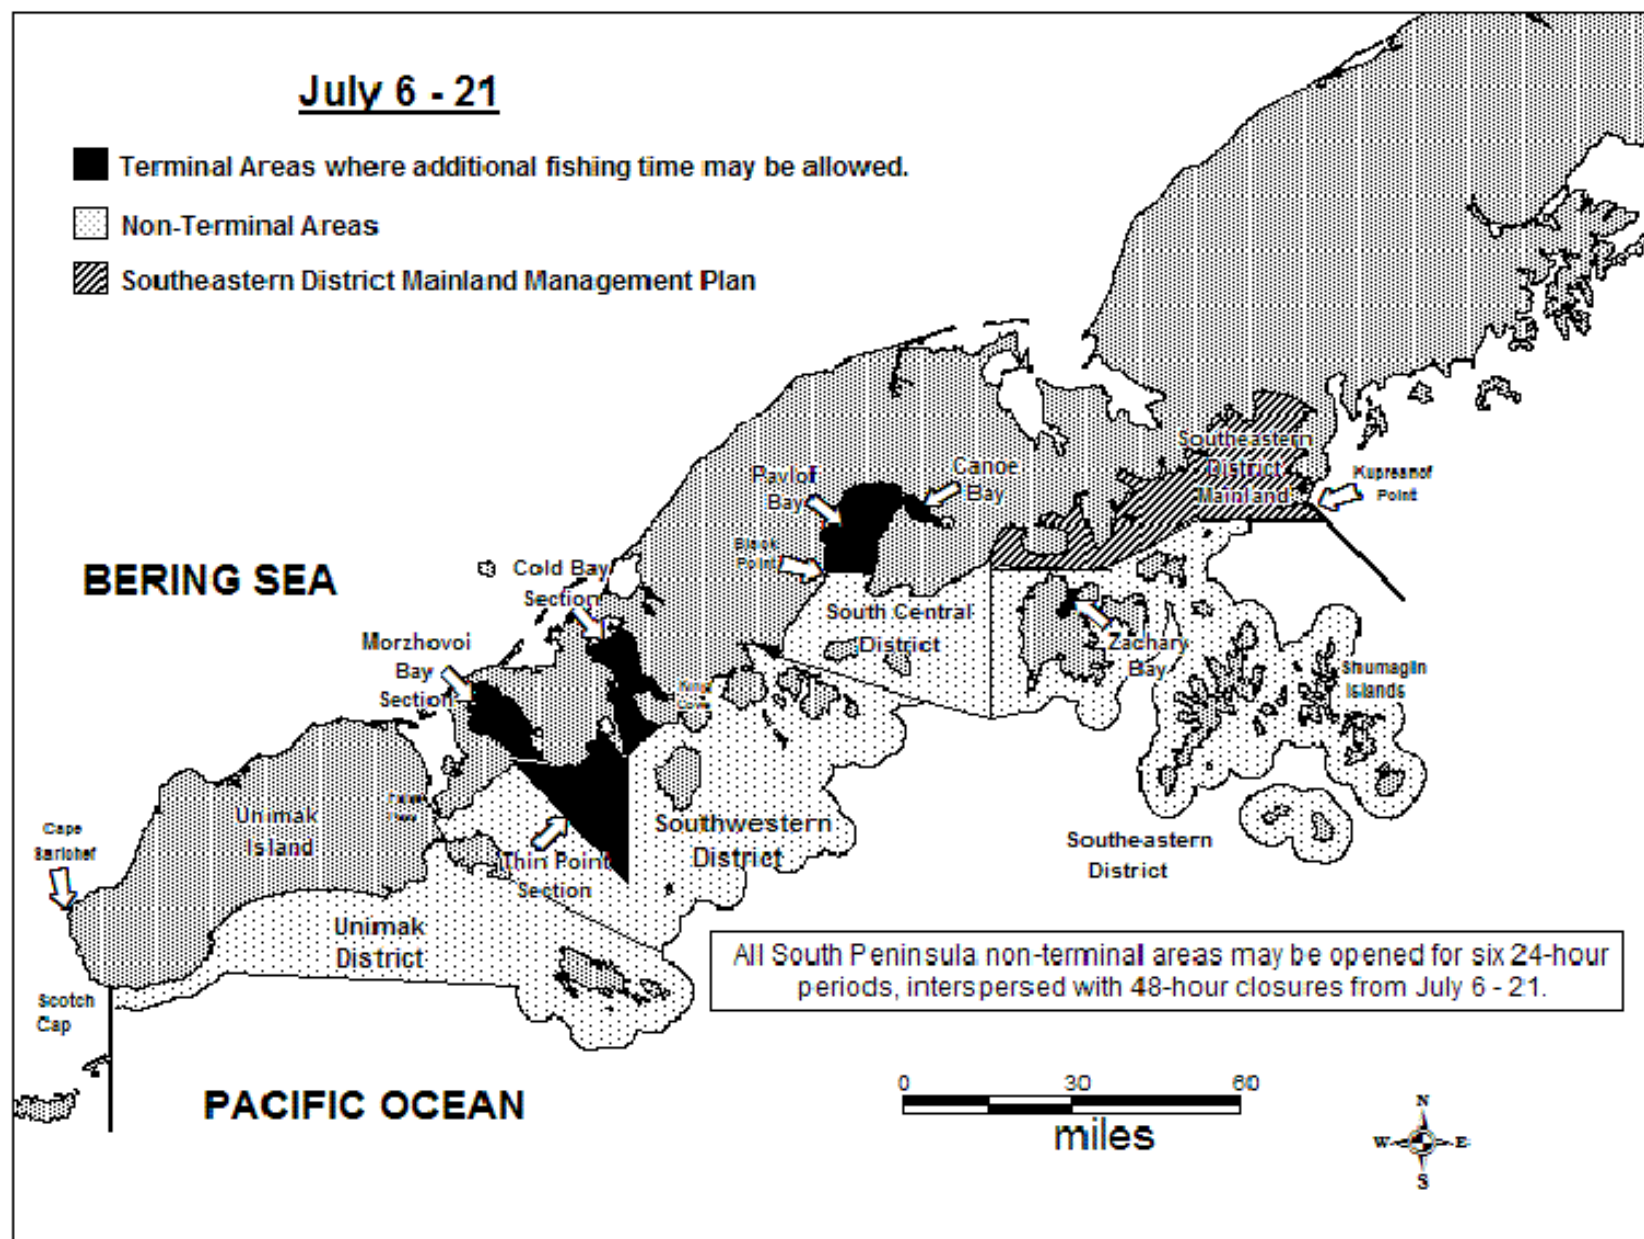 July 6 - 21
Terminal Areas where additional fishing time may be allowed.
Non-Terminal Areas
Southeastern District Mainland Management Plan
Southeastern
District
Mainland
Kupreanof
Point
Pavlof
Bay
Canoe
Bay
Black
Point
BERING SEA
Cold Bay
Section
South Central
District
Zachary
Bay
Shumagin
Islands
Morzhovoi
Bay
Section
Unimak
Island
Cape
Sarichef
Thin Point
Section
Southwestern
District
Southeastern
District
Unimak
District
All South Peninsula non-terminal areas may be opened for six 24-hour
periods, interspersed with 48-hour closures from July 6 - 21.
Scotch
Cap
PACIFIC OCEAN
0 30 60
miles
N
W E
S